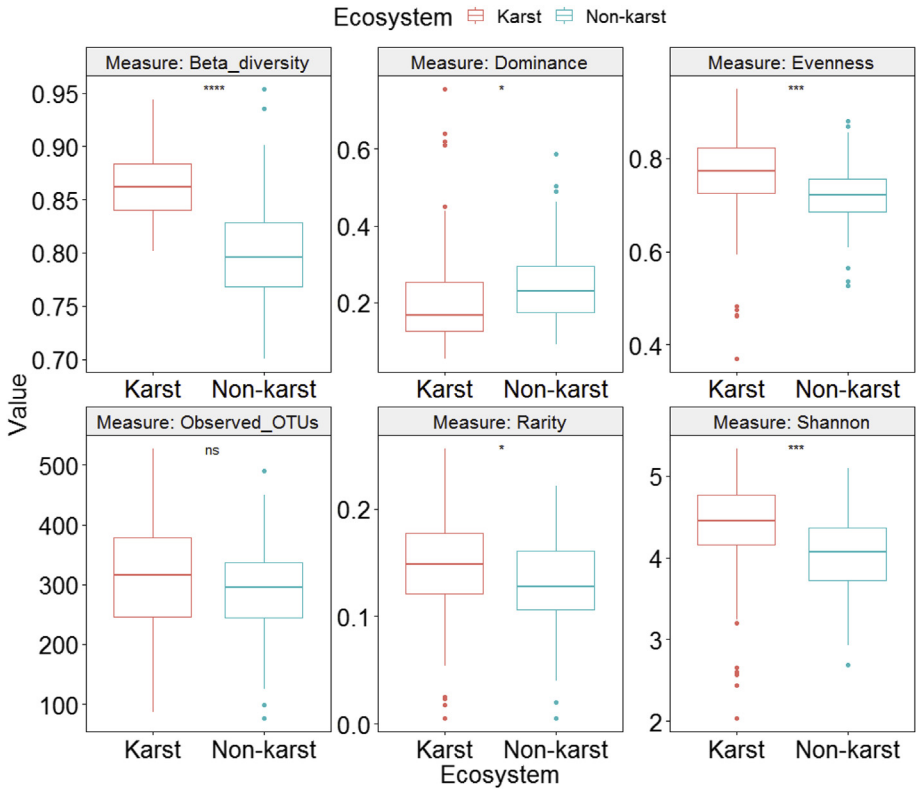 Ecosystem Karst Non-karst
Measure: Beta_diversity Measure: Dominance Measure: Evenness
**** * ***
0.95
0.90
0.85
0.80
0.75
0.70
0.6
0.4
0.2
0.8
0.6
0.4
Karst Non-karst Karst Non-karst Karst Non-karst
Value
Measure: Observed_OTUs Measure: Rarity Measure: Shannon
ns * ***
500
400
300
200
100
0.2
0.1
0.0
5
4
3
2
Karst Non-karst Karst Non-karst Karst Non-karst
Ecosystem